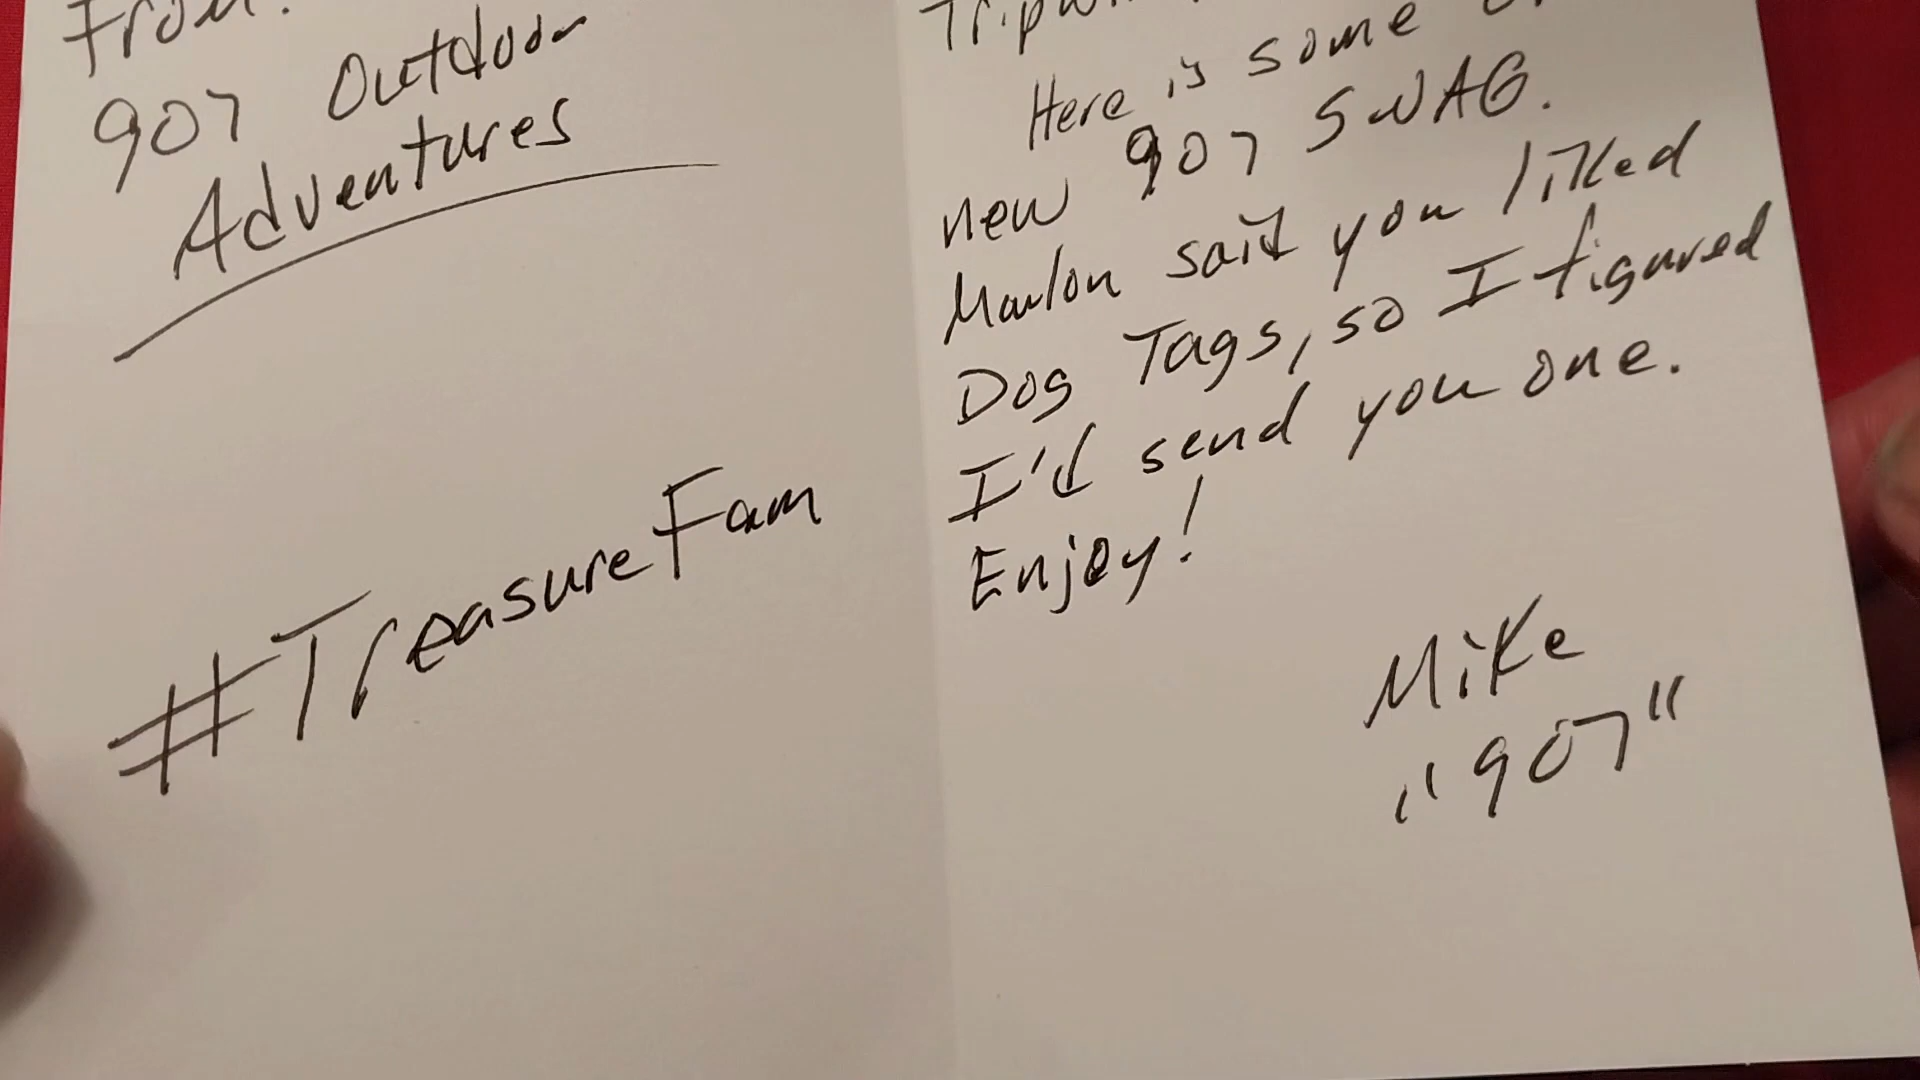 From:
907 Outdoor
Adventures
#TreasureFam
Here is some
new 907 SWAG.
Marlon said you liked
Dog Tags, so I figured
I'd send you one.
Enjoy!
Mike
"907"